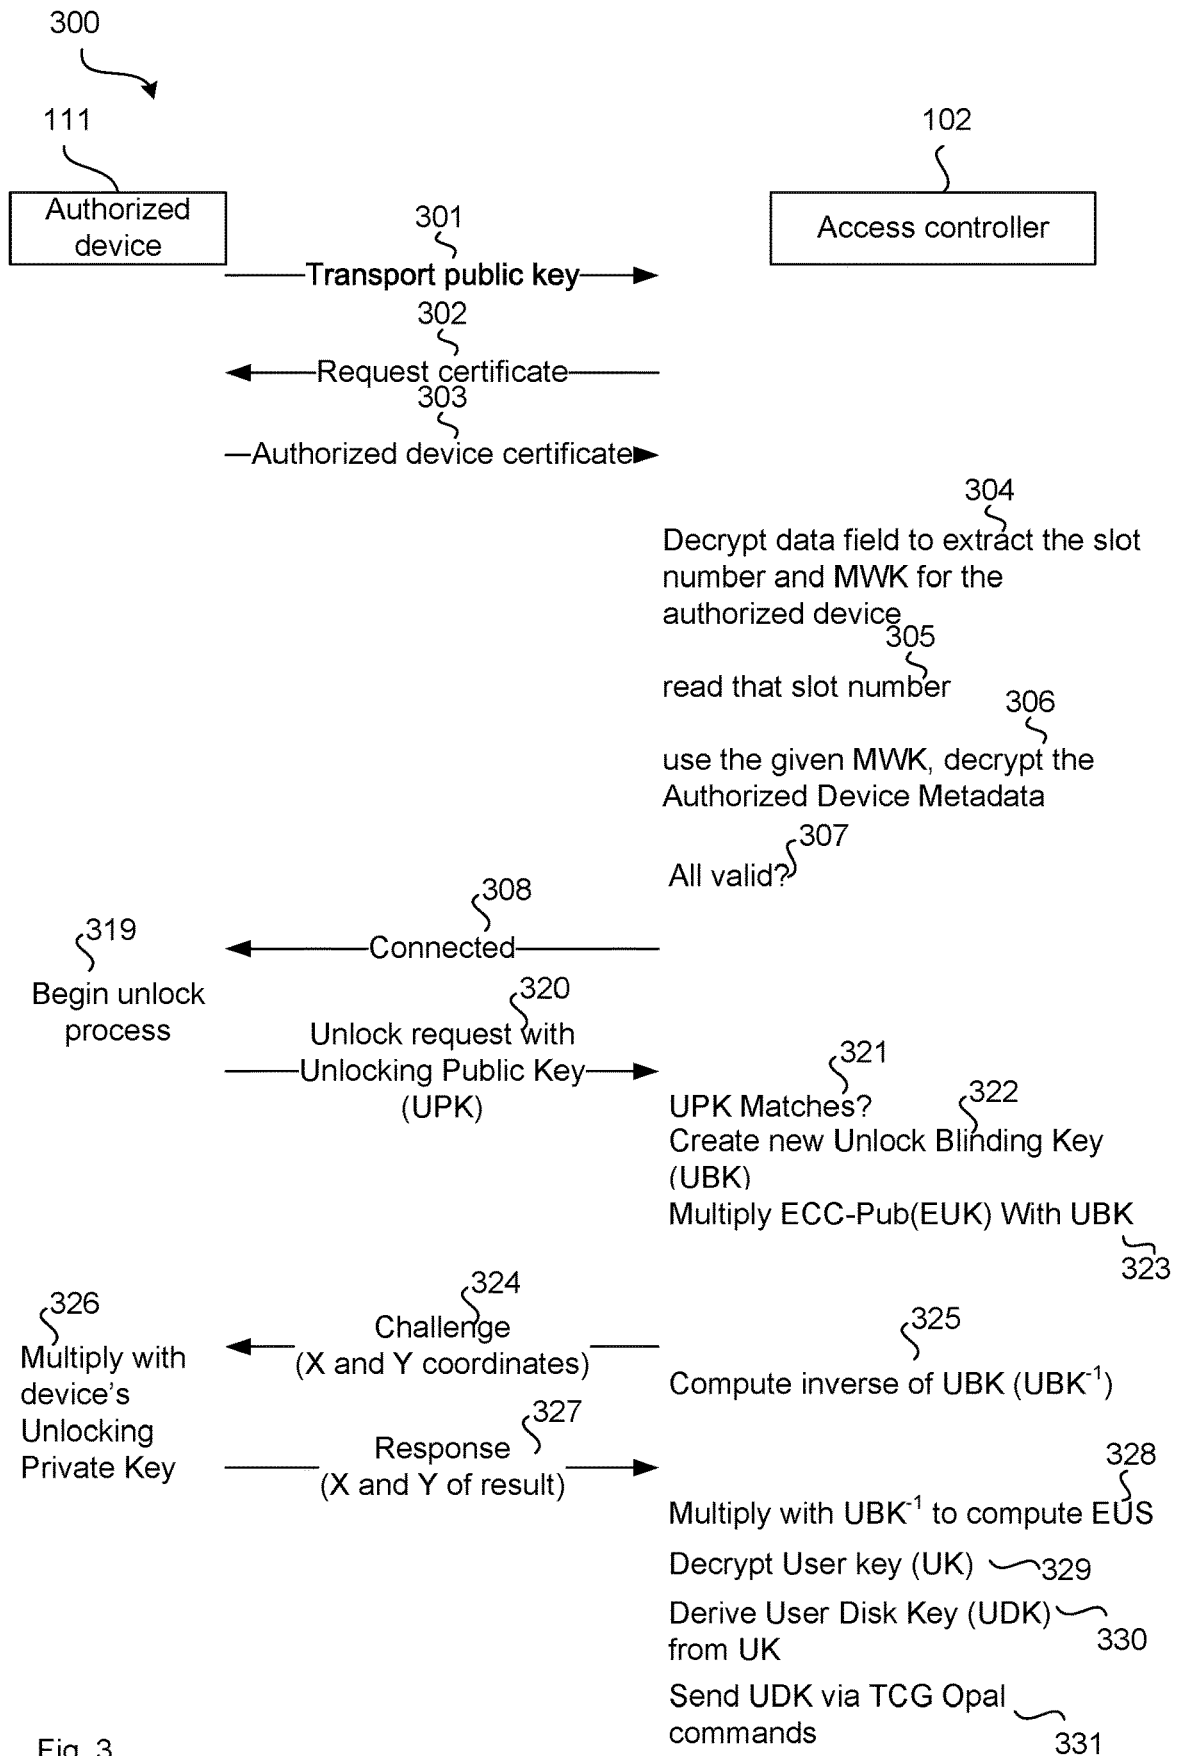 300
111
102
Authorized
device
Access controller
301
Transport public key
302
Request certificate
303
Authorized device certificate
304
Decrypt data field to extract the slot
number and MWK for the
authorized device
305
read that slot number
306
use the given MWK, decrypt the
Authorized Device Metadata
307
All valid?
308
Connected
319
Begin unlock
process
320
Unlock request with
Unlocking Public Key
(UPK)
321
UPK Matches?
322
Create new Unlock Blinding Key
(UBK)
Multiply ECC-Pub(EUK) With UBK
323
324
Challenge
(X and Y coordinates)
325
Compute inverse of UBK (UBK⁻¹)
326
Multiply with
device's
Unlocking
Private Key
327
Response
(X and Y of result)
328
Multiply with UBK⁻¹ to compute EUS
Decrypt User key (UK) 329
Derive User Disk Key (UDK)
from UK
330
Send UDK via TCG Opal
commands
331
Fig. 3